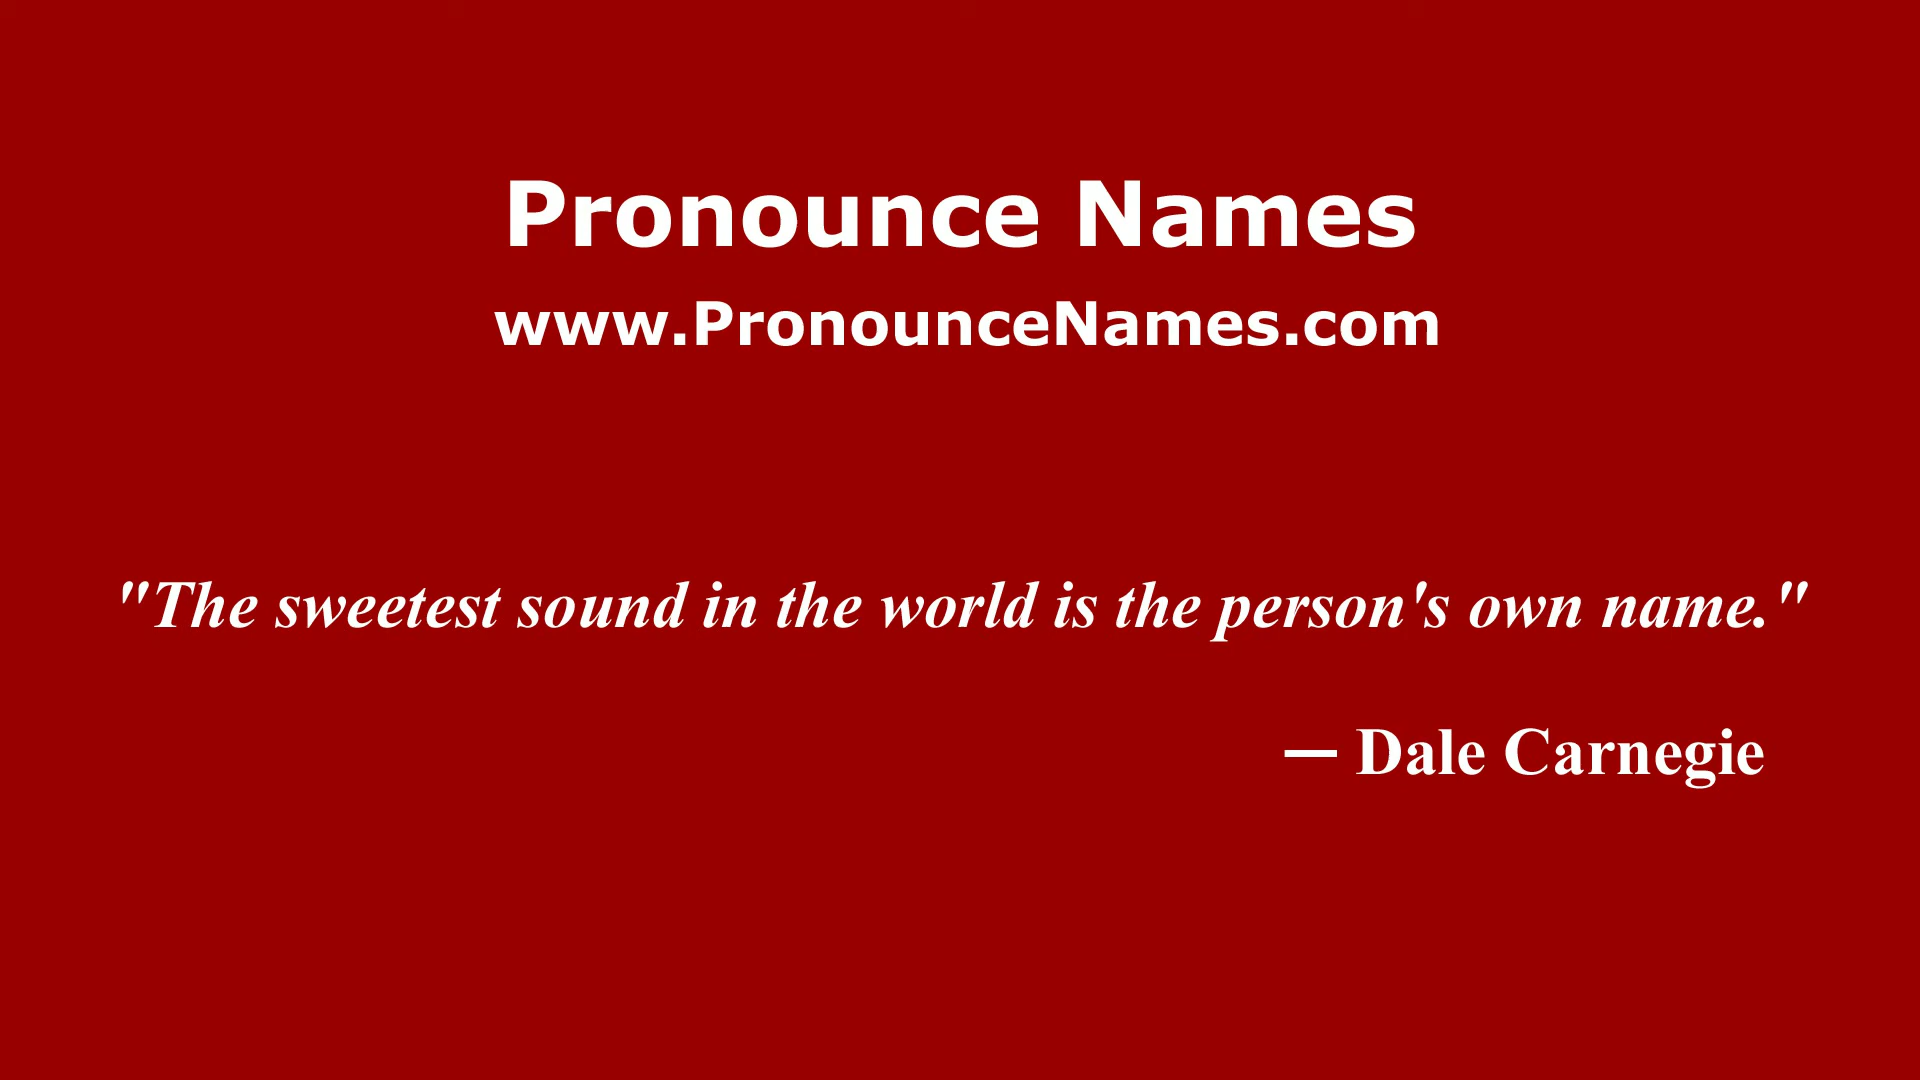 Pronounce Names
www.PronounceNames.com
"The sweetest sound in the world is the person's own name."
— Dale Carnegie